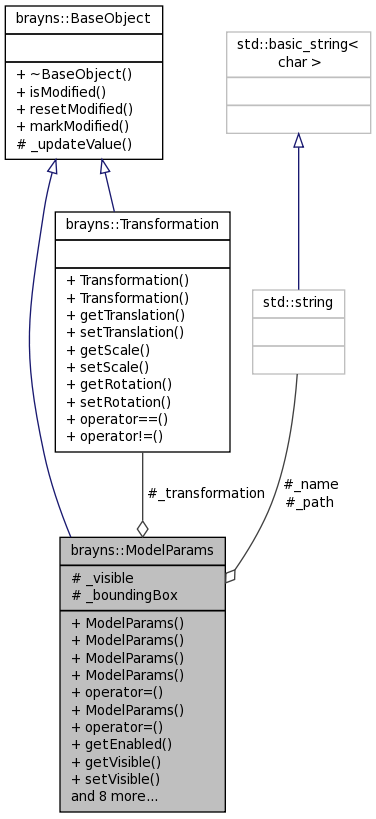 brayns::BaseObject
+ ~BaseObject()
+ isModified()
+ resetModified()
+ markModified()
# _updateValue()
std::basic_string<
char >
brayns::Transformation
+ Transformation()
+ Transformation()
+ getTranslation()
+ setTranslation()
+ getScale()
+ setScale()
+ getRotation()
+ setRotation()
+ operator==()
+ operator!=()
std::string
#_transformation
#_name
#_path
brayns::ModelParams
# _visible
# _boundingBox
+ ModelParams()
+ ModelParams()
+ ModelParams()
+ ModelParams()
+ operator=()
+ ModelParams()
+ operator=()
+ getEnabled()
+ getVisible()
+ setVisible()
and 8 more...